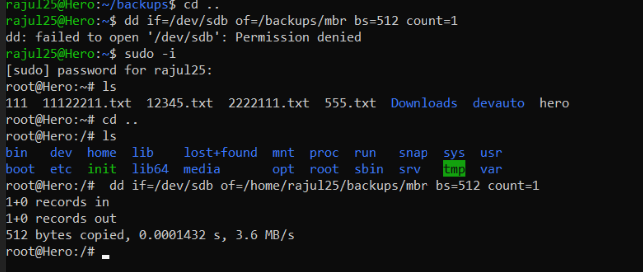 rajul25@Hero:~/backups$ cd ..
rajul25@Hero:~$ dd if=/dev/sdb of=/backups/mbr bs=512 count=1
dd: failed to open '/dev/sdb': Permission denied
rajul25@Hero:~$ sudo -i
[sudo] password for rajul25:
root@Hero:~# ls
111  11122211.txt  12345.txt  2222111.txt  555.txt  Downloads  devauto  hero
root@Hero:~# cd ..
root@Hero:/# ls
bin   dev  home  lib    lost+found  mnt  proc  run   snap  sys  usr
boot  etc  init  lib64  media       opt  root  sbin  srv   tmp  var
root@Hero:/#  dd if=/dev/sdb of=/home/rajul25/backups/mbr bs=512 count=1
1+0 records in
1+0 records out
512 bytes copied, 0.0001432 s, 3.6 MB/s
root@Hero:/#